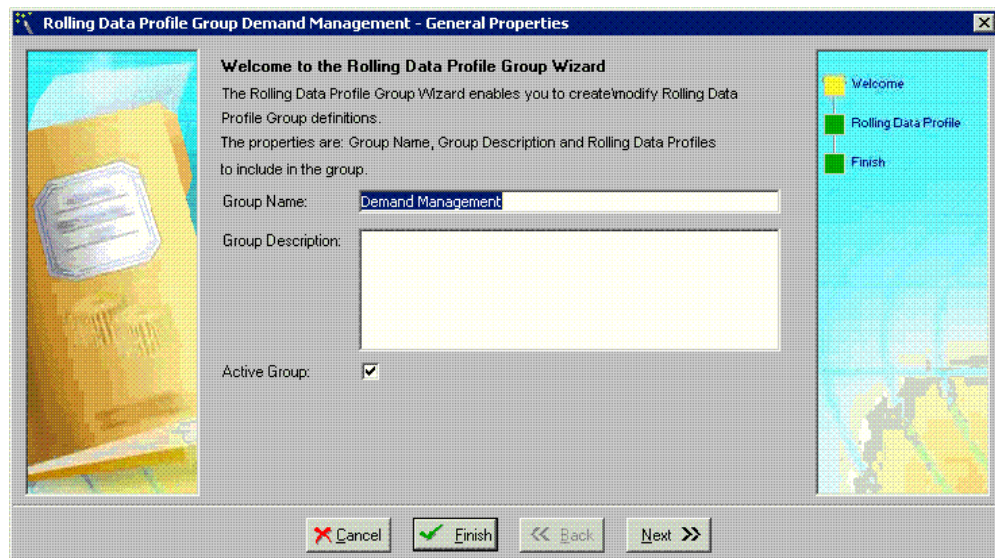 Rolling Data Profile Group Demand Management - General Properties
Welcome to the Rolling Data Profile Group Wizard
The Rolling Data Profile Group Wizard enables you to create\modify Rolling Data
Profile Group definitions.
The properties are: Group Name, Group Description and Rolling Data Profiles
to include in the group.
Group Name:
Demand Management
Group Description:
Active Group:
Welcome
Rolling Data Profile
Finish
Cancel
Finish
Back
Next